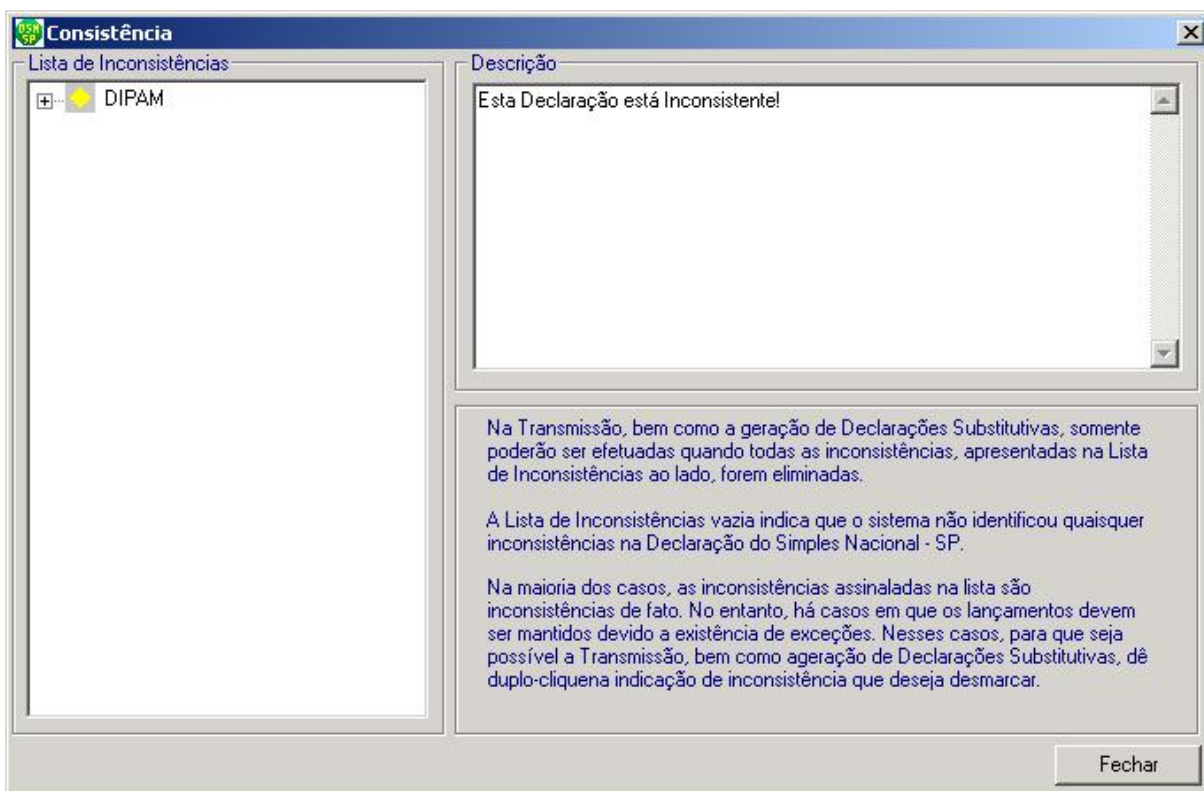 DSN
SP
Consistência
Lista de Inconsistências
DIPAM
Descrição
Esta Declaração está Inconsistente!
Na Transmissão, bem como a geração de Declarações Substitutivas, somente
poderão ser efetuadas quando todas as inconsistências, apresentadas na Lista
de Inconsistências ao lado, forem eliminadas.
A Lista de Inconsistências vazia indica que o sistema não identificou quaisquer
inconsistências na Declaração do Simples Nacional - SP.
Na maioria dos casos, as inconsistências assinaladas na lista são
inconsistências de fato. No entanto, há casos em que os lançamentos devem
ser mantidos devido a existência de exceções. Nesses casos, para que seja
possível a Transmissão, bem como ageração de Declarações Substitutivas, dê
duplo-cliquena indicação de inconsistência que deseja desmarcar.
Fechar